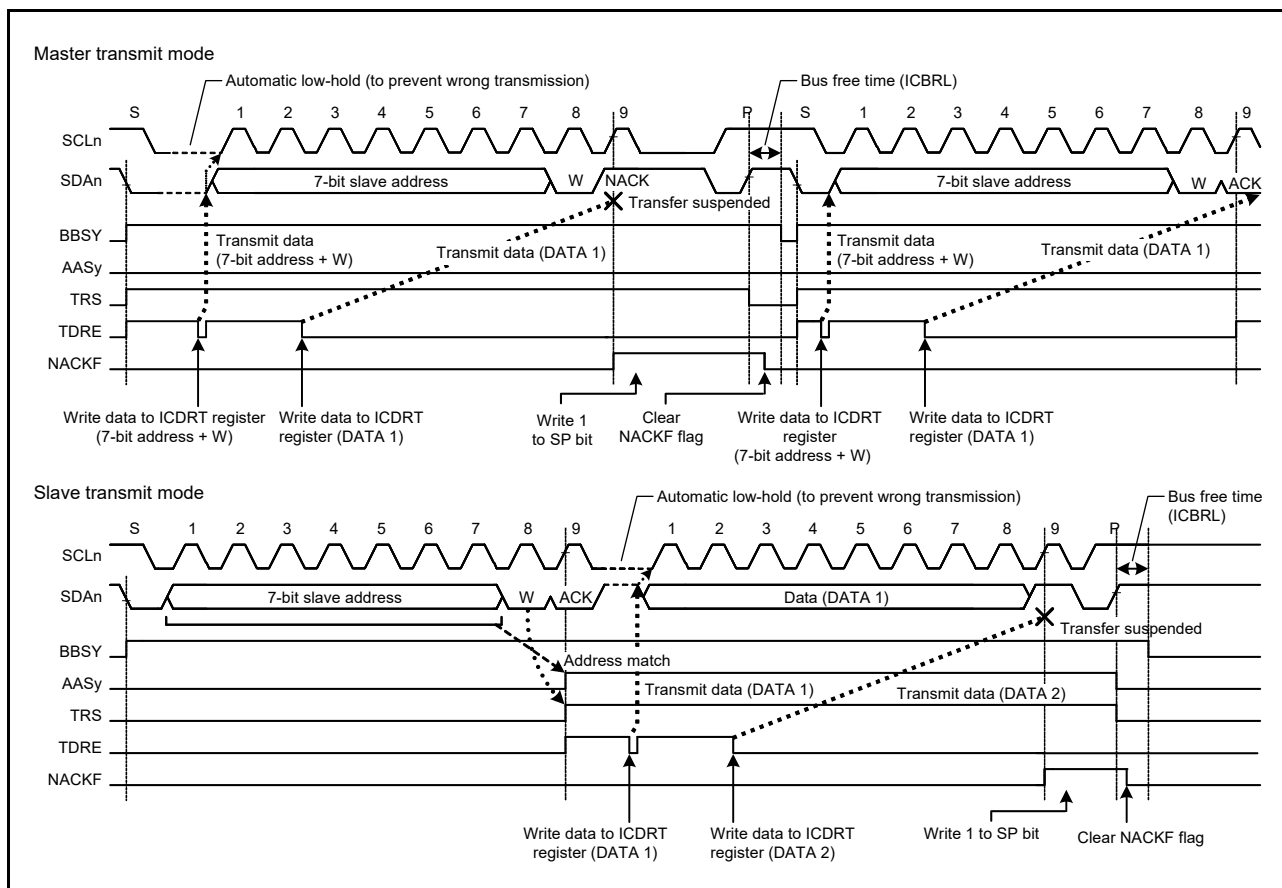 Master transmit mode
Automatic low-hold (to prevent wrong transmission)
Bus free time (ICBRL)
S 1 2 3 4 5 6 7 8 9 P S 1 2 3 4 5 6 7 8 9
SCLn
SDAn 7-bit slave address W NACK 7-bit slave address W ACK
Transfer suspended
BBSY
Transmit data
(7-bit address + W)
Transmit data (DATA 1)
Transmit data
(7-bit address + W)
Transmit data (DATA 1)
AASy
TRS
TDRE
NACKF
Write data to ICDRT register
(7-bit address + W)
Write data to ICDRT
register (DATA 1)
Write 1
to SP bit
Clear
NACKF flag
Write data to ICDRT
register
(7-bit address + W)
Write data to ICDRT
register (DATA 1)
Slave transmit mode
Automatic low-hold (to prevent wrong transmission)
Bus free time
(ICBRL)
S 1 2 3 4 5 6 7 8 9 1 2 3 4 5 6 7 8 9 P
SCLn
SDAn 7-bit slave address W ACK Data (DATA 1)
Transfer suspended
BBSY
Address match
AASy
Transmit data (DATA 1)
Transmit data (DATA 2)
TRS
TDRE
NACKF
Write data to ICDRT
register (DATA 1)
Write data to ICDRT
register (DATA 2)
Write 1 to SP bit
Clear NACKF flag